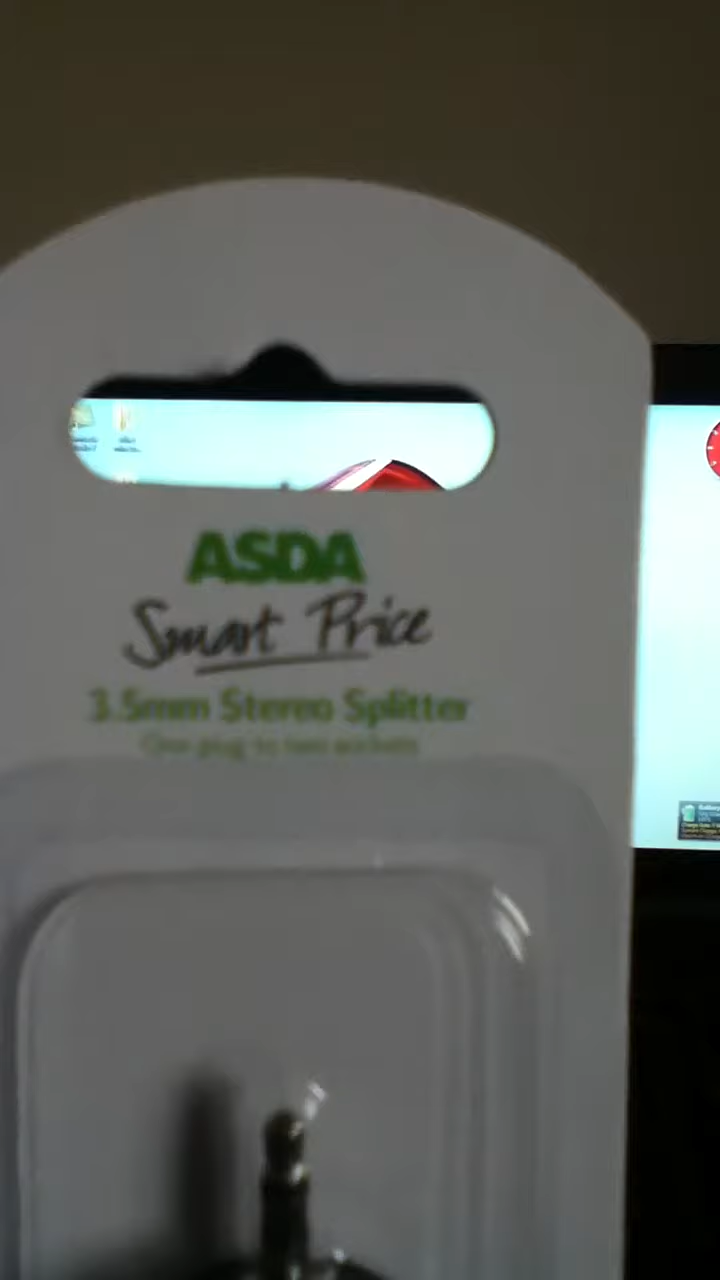 ASDA
Smart Price
3.5mm Stereo Splitter
One plug to two sockets